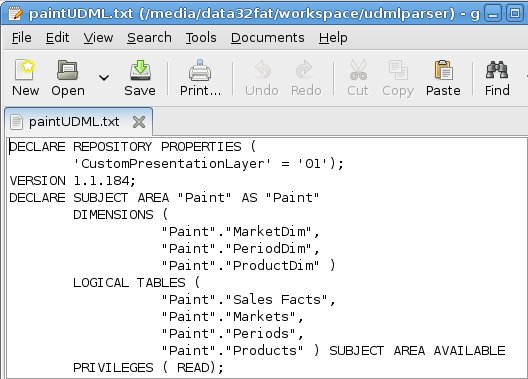 paintUDML.txt (/media/data32fat/workspace/udmlparser) - g
File Edit View Search Tools Documents Help
New Open Save Print... Undo Redo Cut Copy Paste Find
paintUDML.txt
DECLARE REPOSITORY PROPERTIES (
'CustomPresentationLayer' = '01');
VERSION 1.1.184;
DECLARE SUBJECT AREA "Paint" AS "Paint"
DIMENSIONS (
"Paint"."MarketDim",
"Paint"."PeriodDim",
"Paint"."ProductDim" )
LOGICAL TABLES (
"Paint"."Sales Facts",
"Paint"."Markets",
"Paint"."Periods",
"Paint"."Products" ) SUBJECT AREA AVAILABLE
PRIVILEGES ( READ);